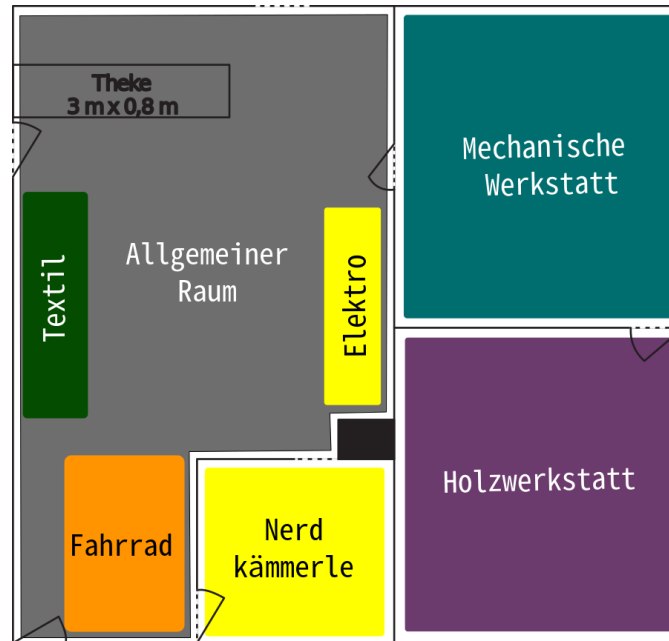 Theke
3 m x 0,8 m
Mechanische
Werkstatt
Allgemeiner
Raum
Textil
Elektro
Holzwerkstatt
Fahrrad
Nerd
kämmerle